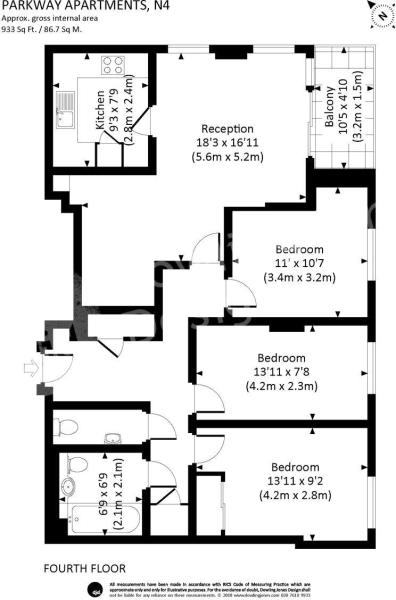 PARKWAY APARTMENTS, N4
Approx. gross internal area
933 Sq Ft. / 86.7 Sq M.
N
Kitchen
9'3 x 7'9
(2.8m x 2.4m)
Reception
18'3 x 16'11
(5.6m x 5.2m)
Balcony
10'5 x 4'10
(3.2m x 1.5m)
Bedroom
11' x 10'7
(3.4m x 3.2m)
Bedroom
13'11 x 7'8
(4.2m x 2.3m)
Bedroom
13'11 x 9'2
(4.2m x 2.8m)
6'9 x 6'9
(2.1m x 2.1m)
FOURTH FLOOR
All measurements have been made in accordance with RICS Code of Measuring Practice which are
approximate only and only for illustrative purposes. For the avoidance of doubt, Dowling Jones Design shall
not be liable for any reliance on these measurements. © 2018 www.dowlingjones.com 020 7610 9933